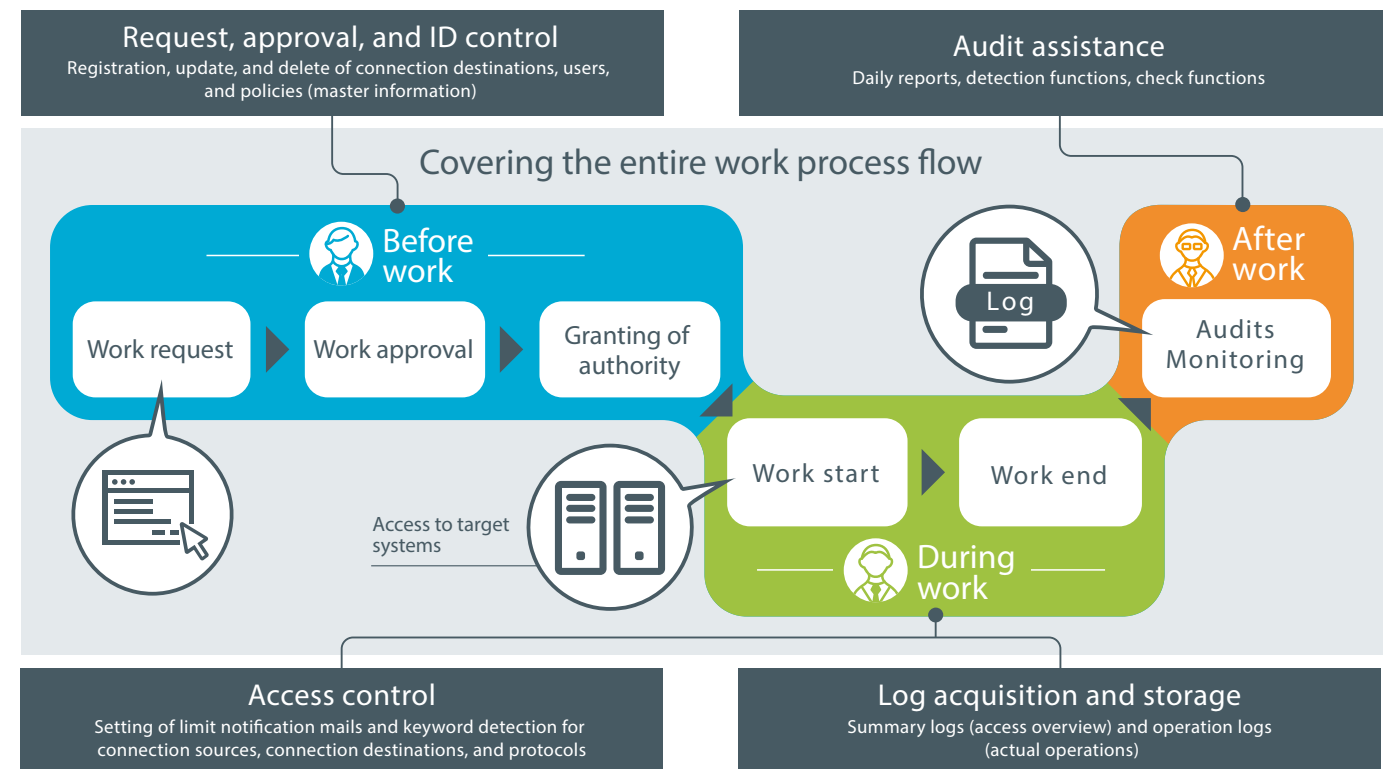 Request, approval, and ID control
Registration, update, and delete of connection destinations, users,
and policies (master information)
Audit assistance
Daily reports, detection functions, check functions
Covering the entire work process flow
Before
work
Work request
Work approval
Granting of
authority
Log
After
work
Audits
Monitoring
Access to target
systems
Work start
Work end
During
work
Access control
Setting of limit notification mails and keyword detection for
connection sources, connection destinations, and protocols
Log acquisition and storage
Summary logs (access overview) and operation logs
(actual operations)